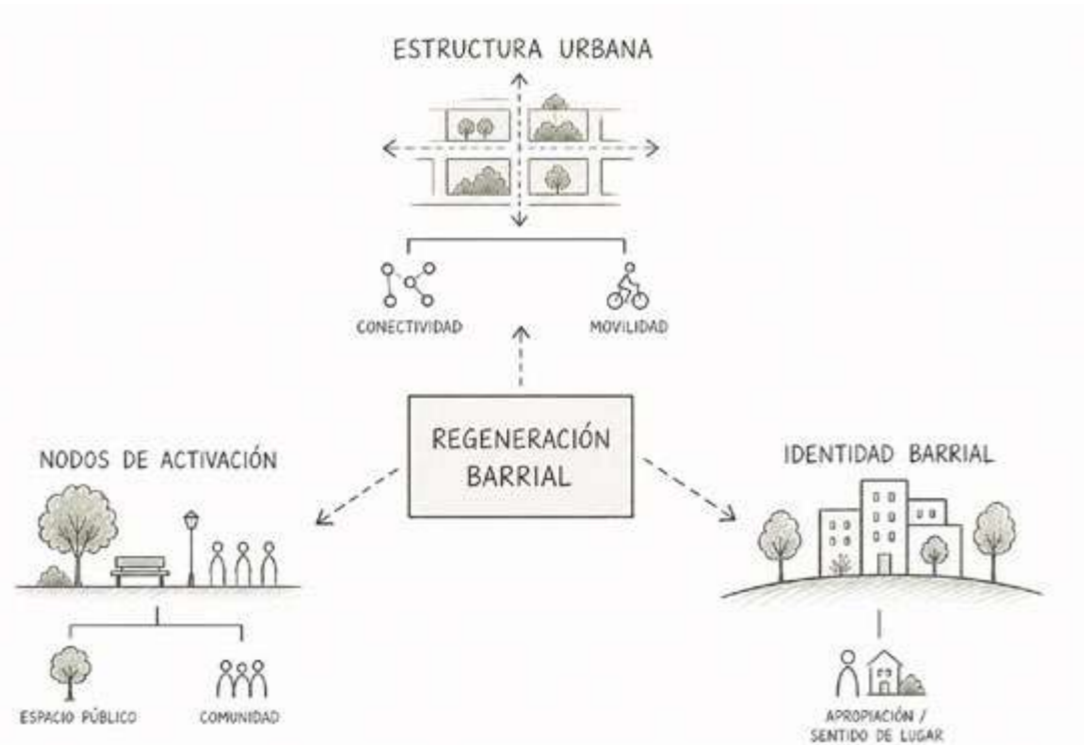 ESTRUCTURA URBANA
CONECTIVIDAD
MOVILIDAD
REGENERACIÓN
BARRIAL
NODOS DE ACTIVACIÓN
ESPACIO PÚBLICO
COMUNIDAD
IDENTIDAD BARRIAL
APROPIACIÓN /
SENTIDO DE LUGAR